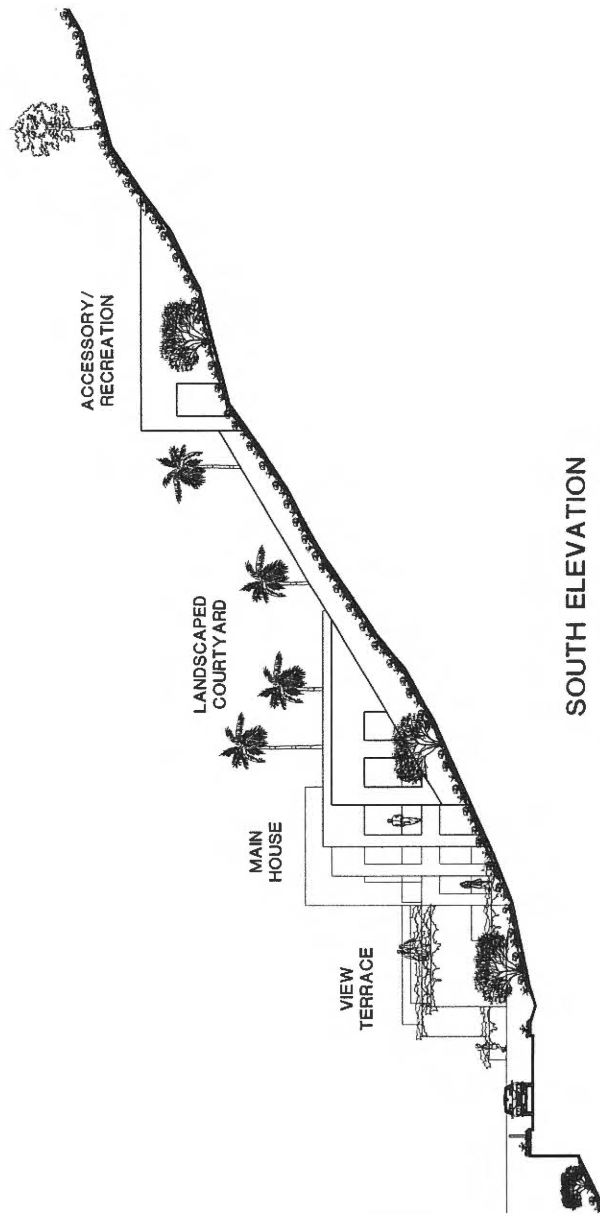 VIEW
TERRACE
MAIN
HOUSE
LANDSCAPED
COURTYARD
ACCESSORY/
RECREATION
SOUTH ELEVATION